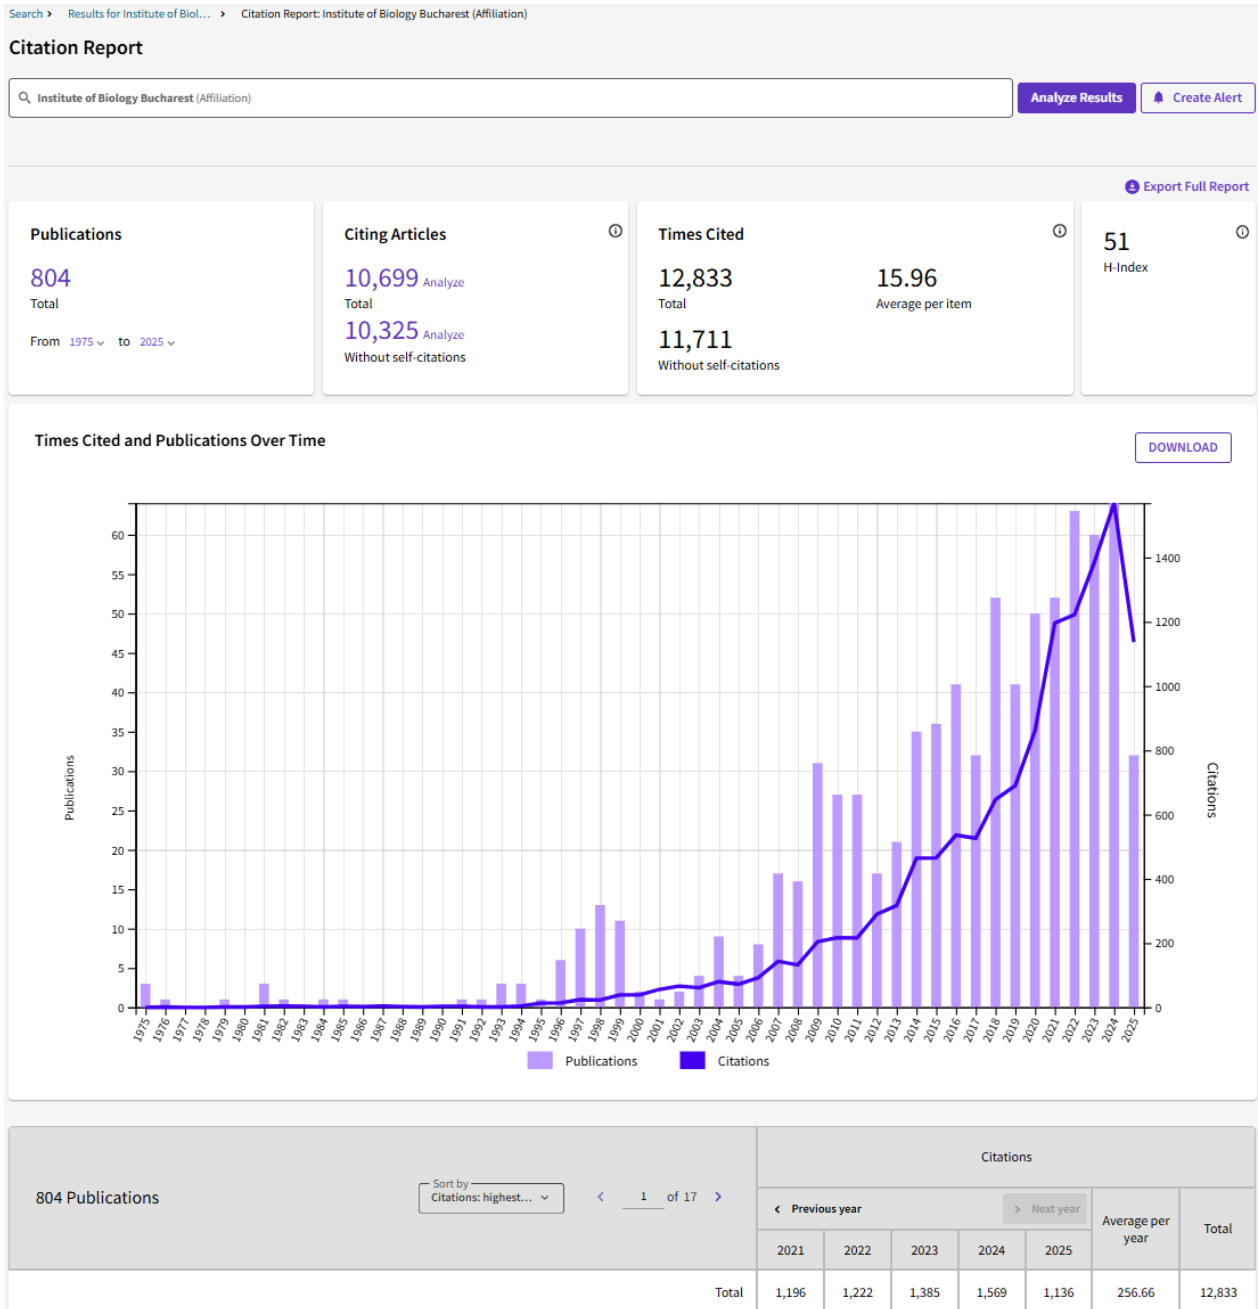 Search > Results for Institute of Biol... > Citation Report: Institute of Biology Bucharest (Affiliation)
Citation Report
Institute of Biology Bucharest (Affiliation)
Analyze Results
Create Alert
Export Full Report
Publications
804
Total
From 1975 to 2025
Citing Articles
10,699 Analyze
Total
10,325 Analyze
Without self-citations
Times Cited
12,833
Total
15.96
Average per item
11,711
Without self-citations
51
H-Index
Times Cited and Publications Over Time
DOWNLOAD
60
55
50
45
40
35
30
25
20
15
10
5
0
Publications
1400
1200
1000
800
600
400
200
0
Citations
1975 1976 1977 1978 1979 1980 1981 1982 1983 1984 1985 1986 1987 1988 1989 1990 1991 1992 1993 1994 1995 1996 1997 1998 1999 2000 2001 2002 2003 2004 2005 2006 2007 2008 2009 2010 2011 2012 2013 2014 2015 2016 2017 2018 2019 2020 2021 2022 2023 2024 2025
Publications Citations
804 Publications
Sort by
Citations: highest...
< 1 of 17 >
Citations
< Previous year
> Next year
Average per
year
Total
2021 2022 2023 2024 2025
Total 1,196 1,222 1,385 1,569 1,136 256.66 12,833